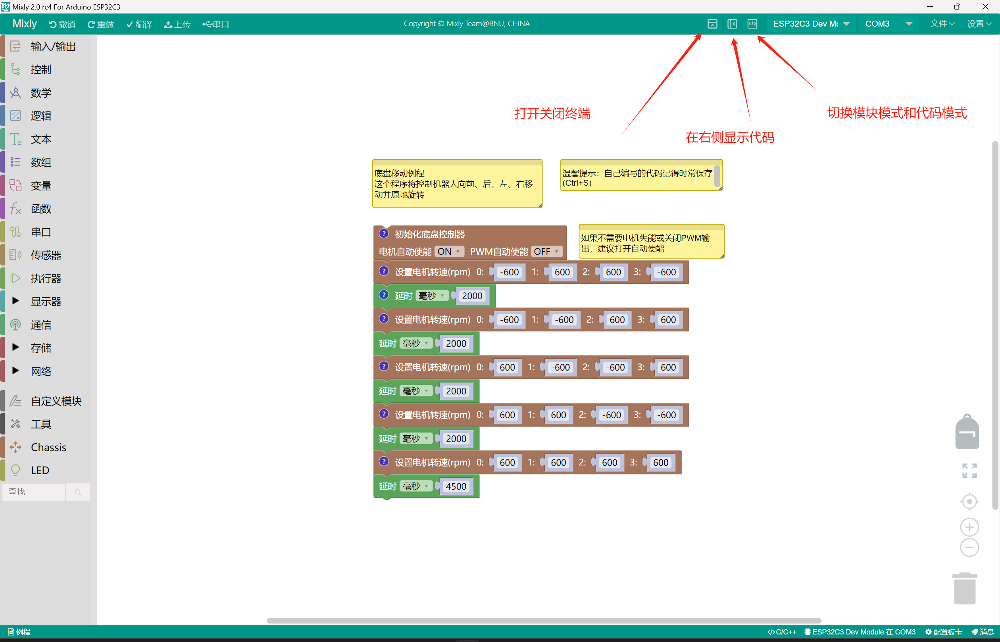 Mixly 2.0 rc4 For Arduino ESP32C3
Mixly 撤销 重做 编译 上传 串口 Copyright © Mixly Team@BNU, CHINA COM3 文件 设置
ESP32C3 Dev Mo
输入/输出
控制
数学
逻辑
文本
数组
变量
函数
串口
传感器
执行器
显示器
通信
存储
网络
自定义模块
工具
Chassis
LED
查找
打开关闭终端
在右侧显示代码
切换模块模式和代码模式
底盘移动例程
这个程序将控制机器人向前、后、左、右移
动并原地旋转
温馨提示：自己编写的代码记得时常保存
(Ctrl+S)
初始化底盘控制器
电机自动使能 ON PWM自动使能 OFF
如果不需要电机失能或关闭PWM输
出，建议打开自动使能
设置电机转速(rpm) 0: -600 1: 600 2: 600 3: -600
延时 毫秒 2000
设置电机转速(rpm) 0: -600 1: -600 2: 600 3: 600
延时 毫秒 2000
设置电机转速(rpm) 0: 600 1: -600 2: -600 3: 600
延时 毫秒 2000
设置电机转速(rpm) 0: 600 1: 600 2: -600 3: -600
延时 毫秒 2000
设置电机转速(rpm) 0: 600 1: 600 2: 600 3: 600
延时 毫秒 4500
例程 </>C/C++ ESP32C3 Dev Module 在 COM3 配置板卡 消息